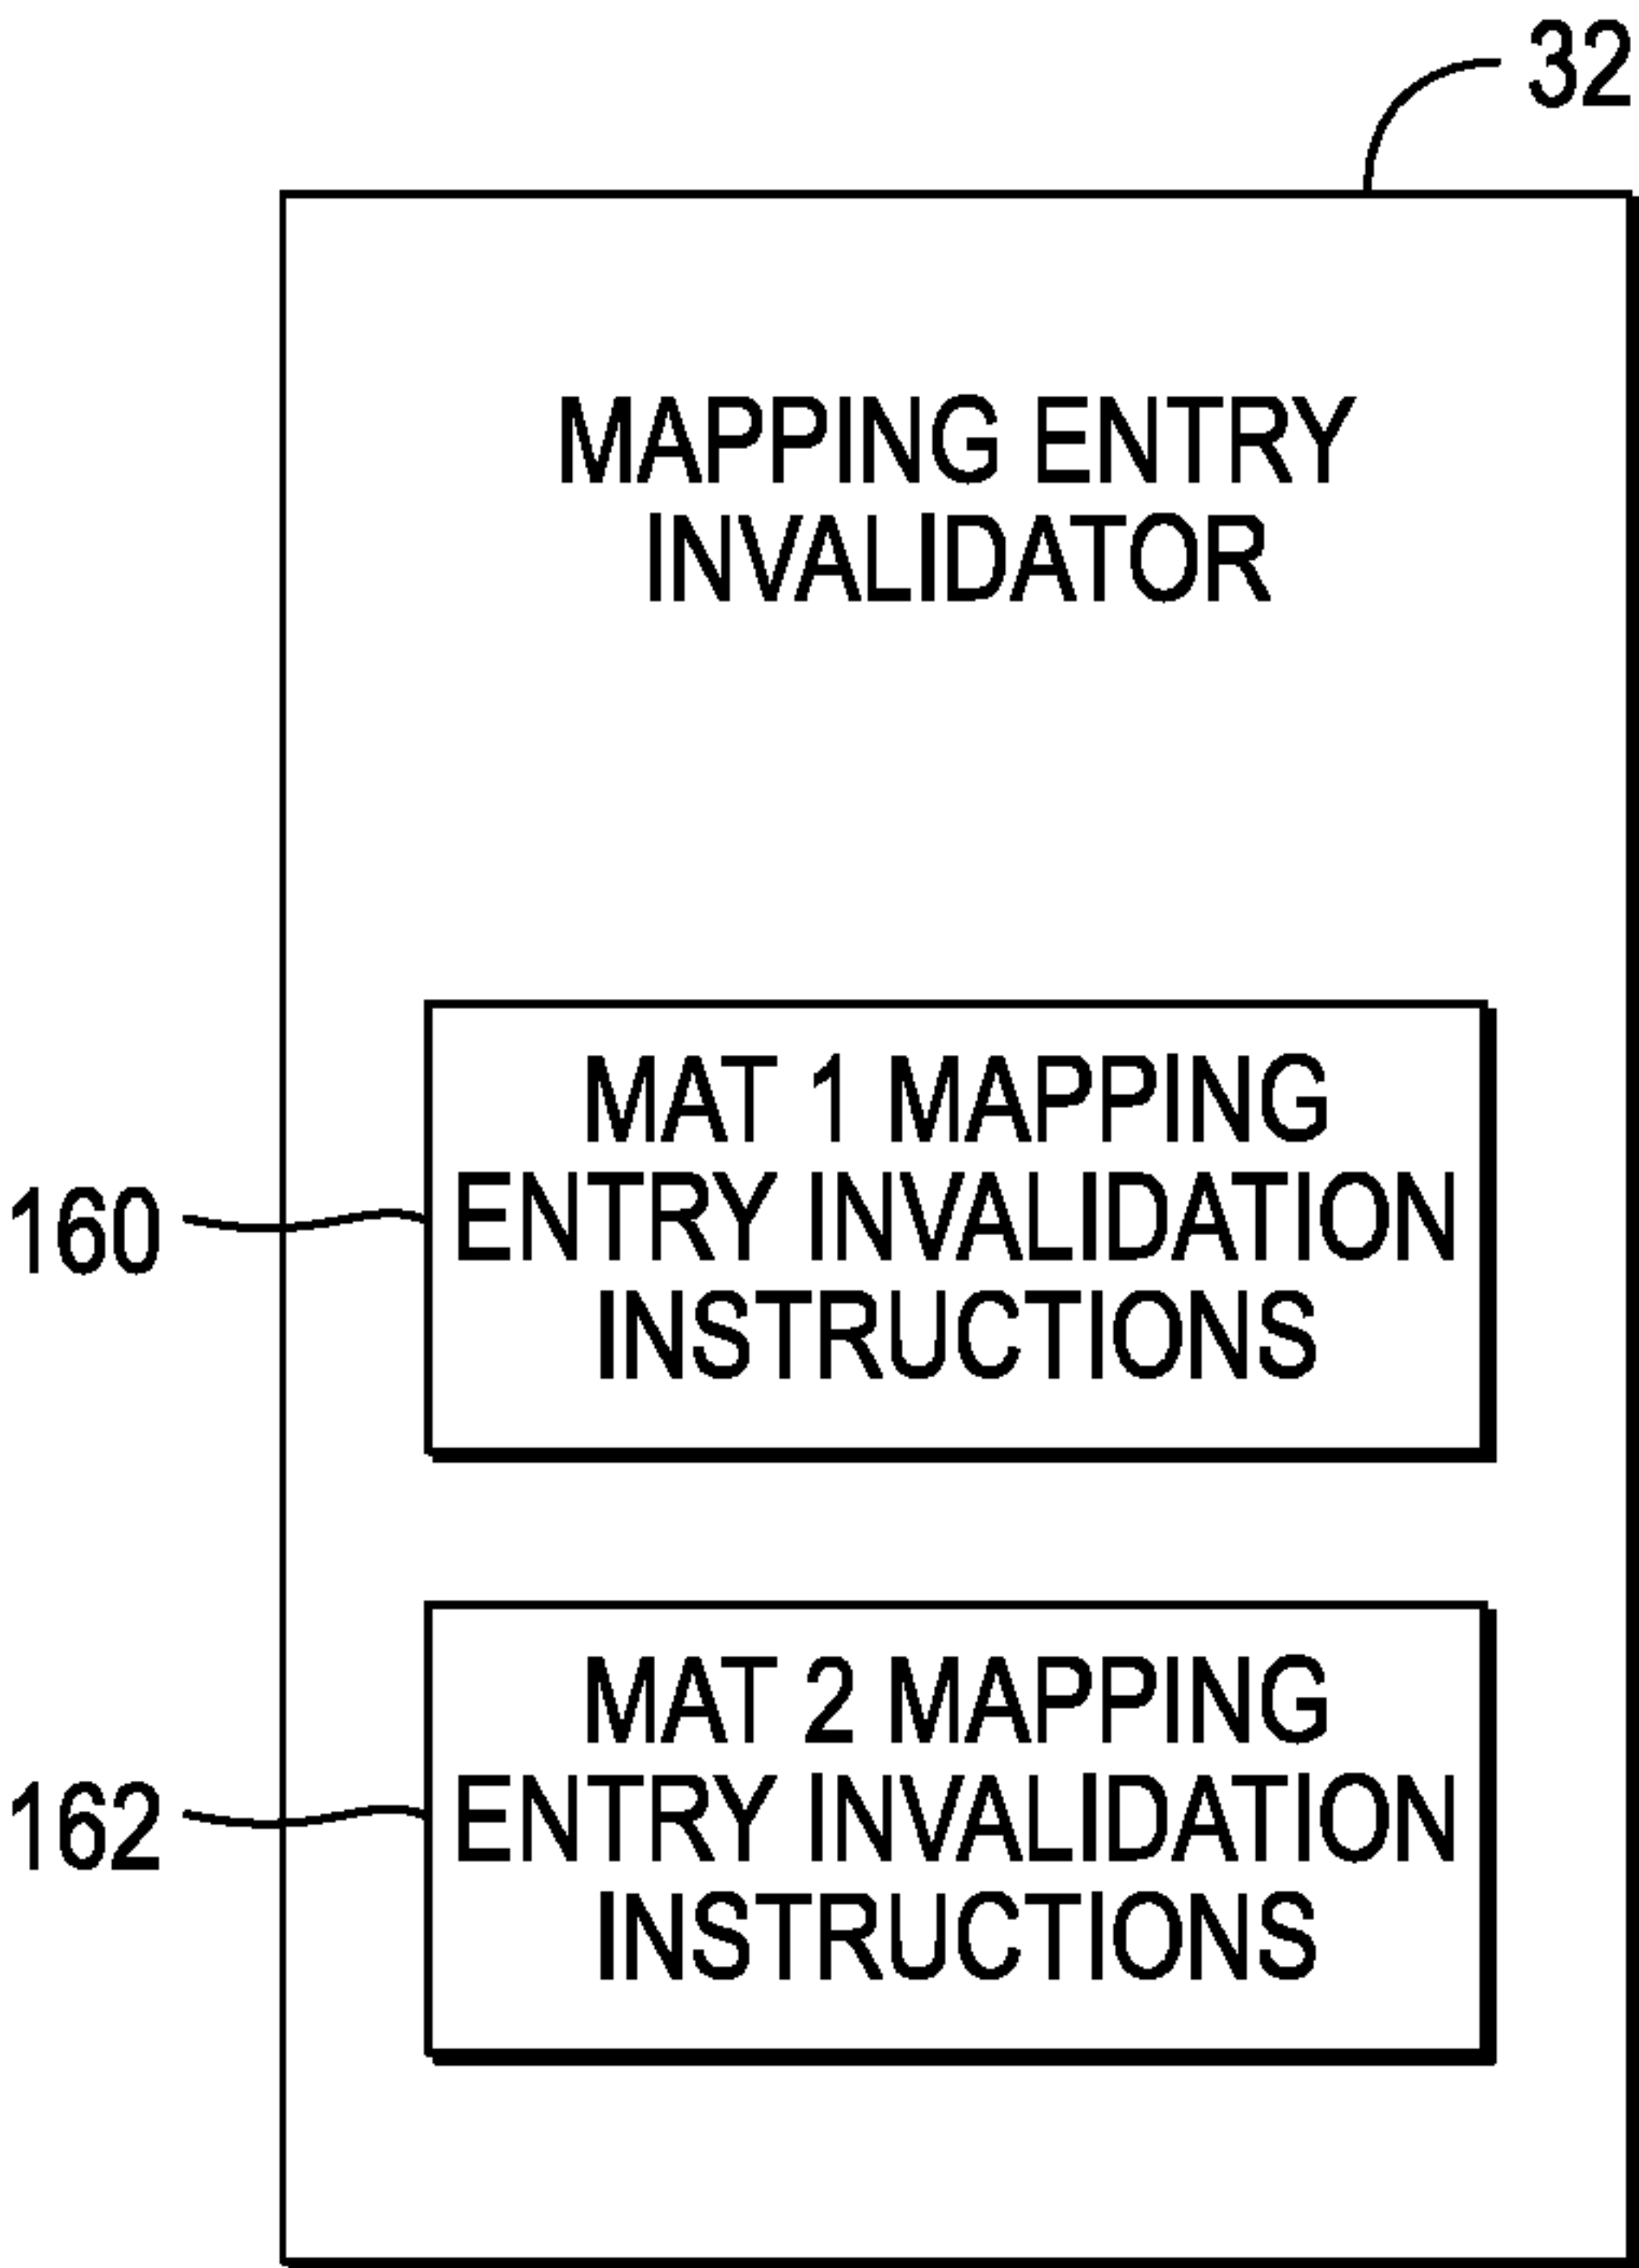 32
MAPPING ENTRY
INVALIDATOR
160
MAT 1 MAPPING
ENTRY INVALIDATION
INSTRUCTIONS
162
MAT 2 MAPPING
ENTRY INVALIDATION
INSTRUCTIONS